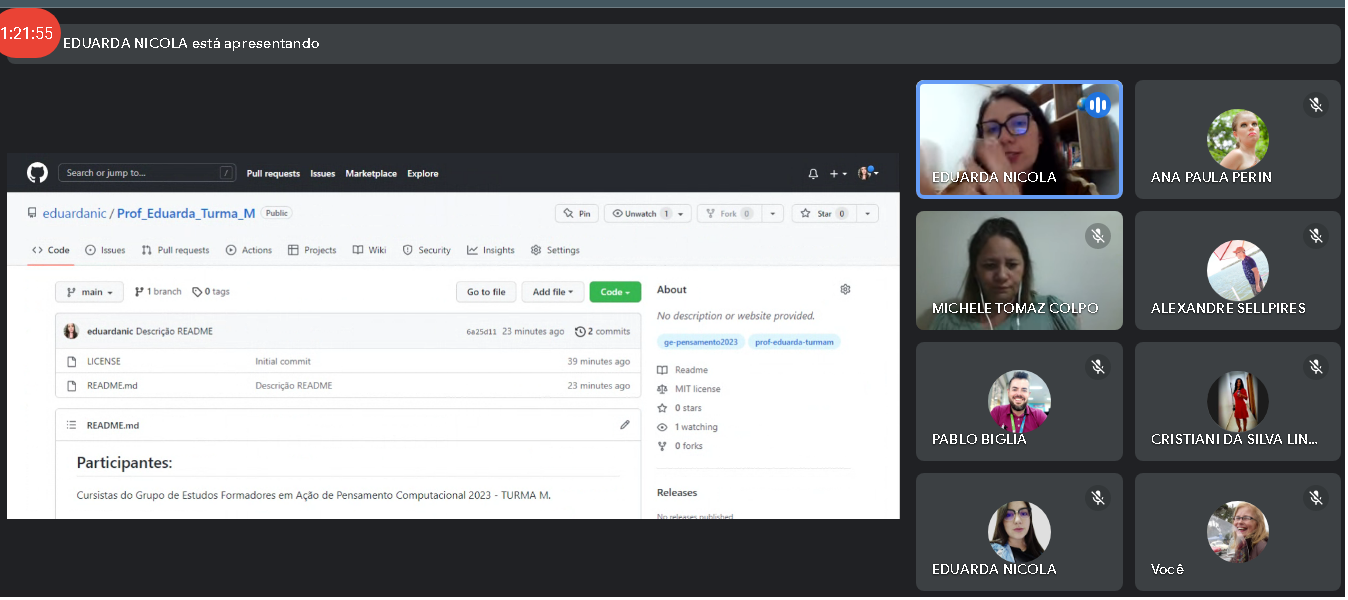 1:21:55
EDUARDA NICOLA está apresentando
Search or jump to... /
Pull requests Issues Marketplace Explore
eduardanic / Prof_Eduarda_Turma_M Public
Pin Unwatch 1 Fork 0 Star 0
<> Code Issues Pull requests Actions Projects Wiki Security Insights Settings
main 1 branch 0 tags Go to file Add file Code
eduardanic Descrição README 6a25d11 23 minutes ago 2 commits
LICENSE Initial commit 39 minutes ago
README.md Descrição README 23 minutes ago
README.md
Participantes:
Cursistas do Grupo de Estudos Formadores em Ação de Pensamento Computacional 2023 - TURMA M.
About
No description or website provided.
ge-pensamento2023 prof-eduarda-turmam
Readme
MIT license
0 stars
1 watching
0 forks
Releases
No releases published
EDUARDA NICOLA
ANA PAULA PERIN
MICHELE TOMAZ COLPO
ALEXANDRE SELLPIRES
PABLO BIGLIA
CRISTIANI DA SILVA LIN...
EDUARDA NICOLA
Você